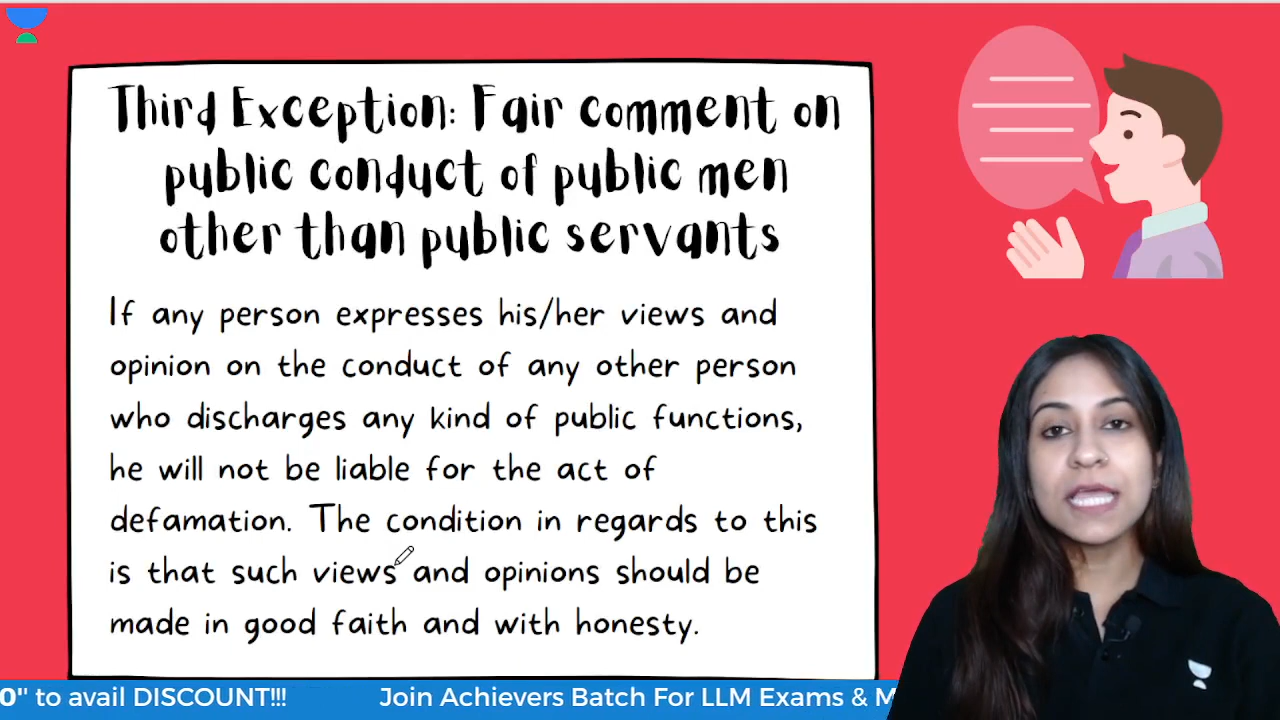 Third Exception: Fair comment on
public conduct of public men
other than public servants
If any person expresses his/her views and
opinion on the conduct of any other person
who discharges any kind of public functions,
he will not be liable for the act of
defamation. The condition in regards to this
is that such views and opinions should be
made in good faith and with honesty.
0" to avail DISCOUNT!!! Join Achievers Batch For LLM Exams & M